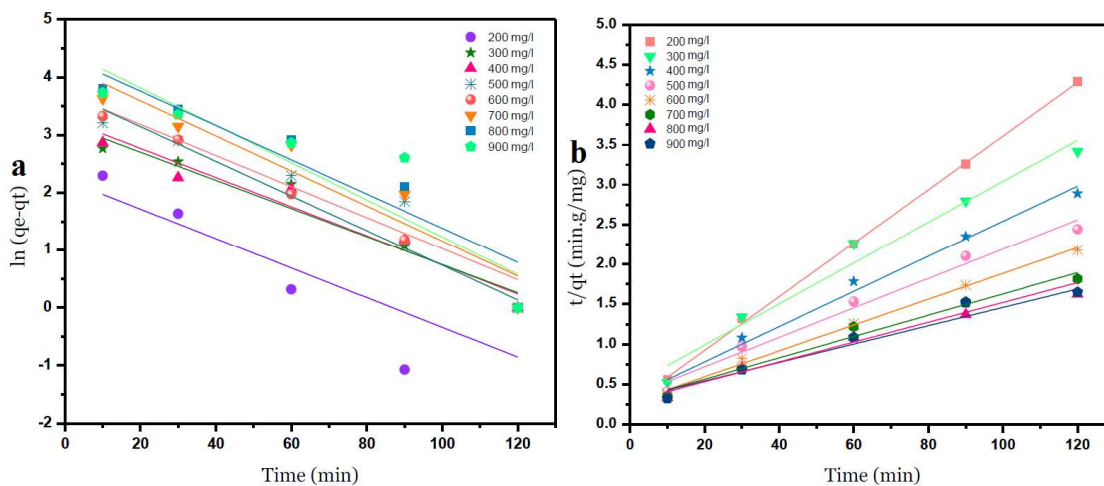 a
ln (qe-qt)
5
4
3
2
1
0
-1
-2
0
20
40
60
80
100
120
Time (min)
200 mg/l
300 mg/l
400 mg/l
500 mg/l
600 mg/l
700 mg/l
800 mg/l
900 mg/l
b
t/qt (min.g/mg)
5.0
4.5
4.0
3.5
3.0
2.5
2.0
1.5
1.0
0.5
0.0
0
20
40
60
80
100
120
Time (min)
200 mg/l
300 mg/l
400 mg/l
500 mg/l
600 mg/l
700 mg/l
800 mg/l
900 mg/l